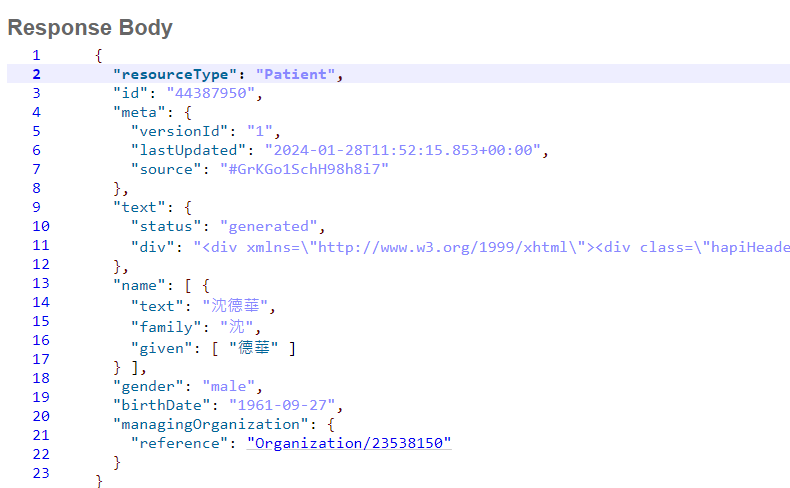 Response Body
1 {
2 "resourceType": "Patient",
3 "id": "44387950",
4 "meta": {
5 "versionId": "1",
6 "lastUpdated": "2024-01-28T11:52:15.853+00:00",
7 "source": "#GrKGo1SchH98h8i7"
8 },
9 "text": {
10 "status": "generated",
11 "div": "<div xmlns=\"http://www.w3.org/1999/xhtml\"><div class=\"hapiHeade
12 },
13 "name": [ {
14 "text": "沈德華",
15 "family": "沈",
16 "given": [ "德華" ]
17 } ],
18 "gender": "male",
19 "birthDate": "1961-09-27",
20 "managingOrganization": {
21 "reference": "Organization/23538150"
22 }
23 }